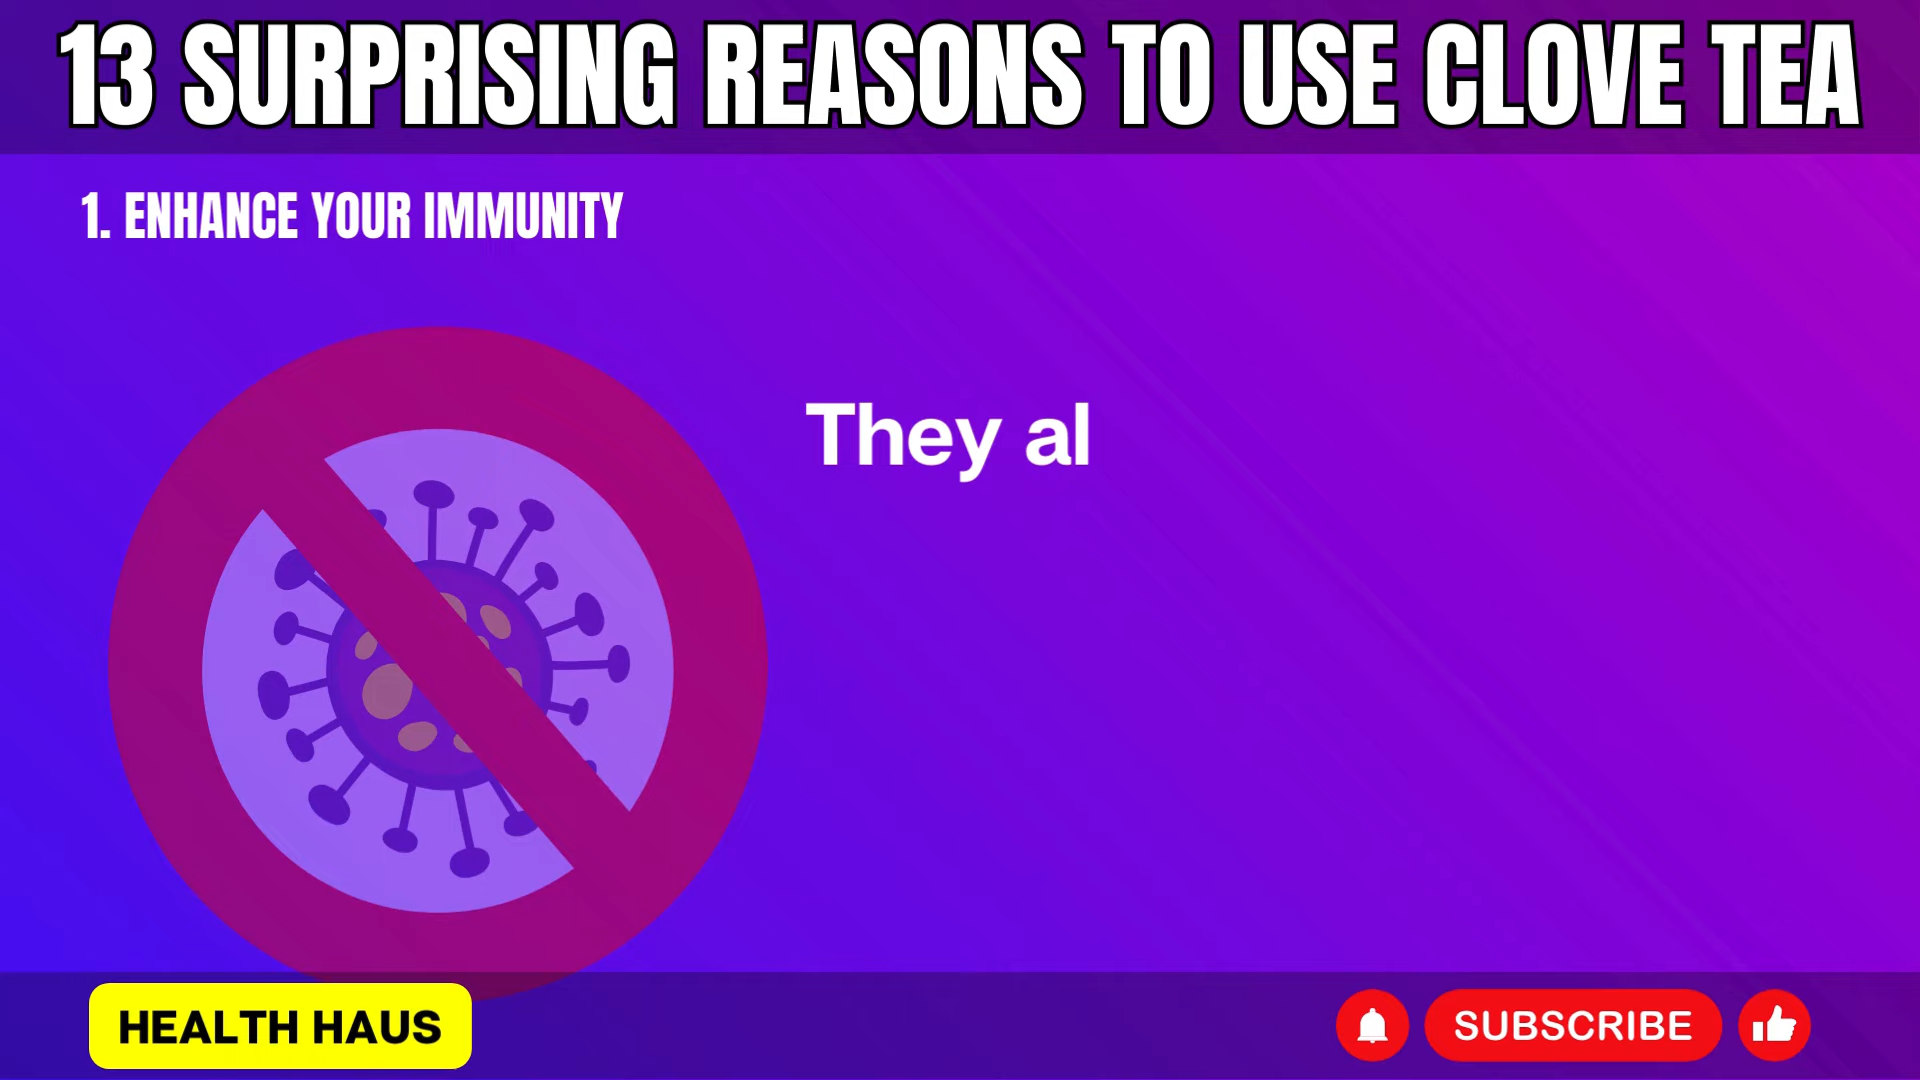 13 SURPRISING REASONS TO USE CLOVE TEA
1. ENHANCE YOUR IMMUNITY
They al
HEALTH HAUS
SUBSCRIBE